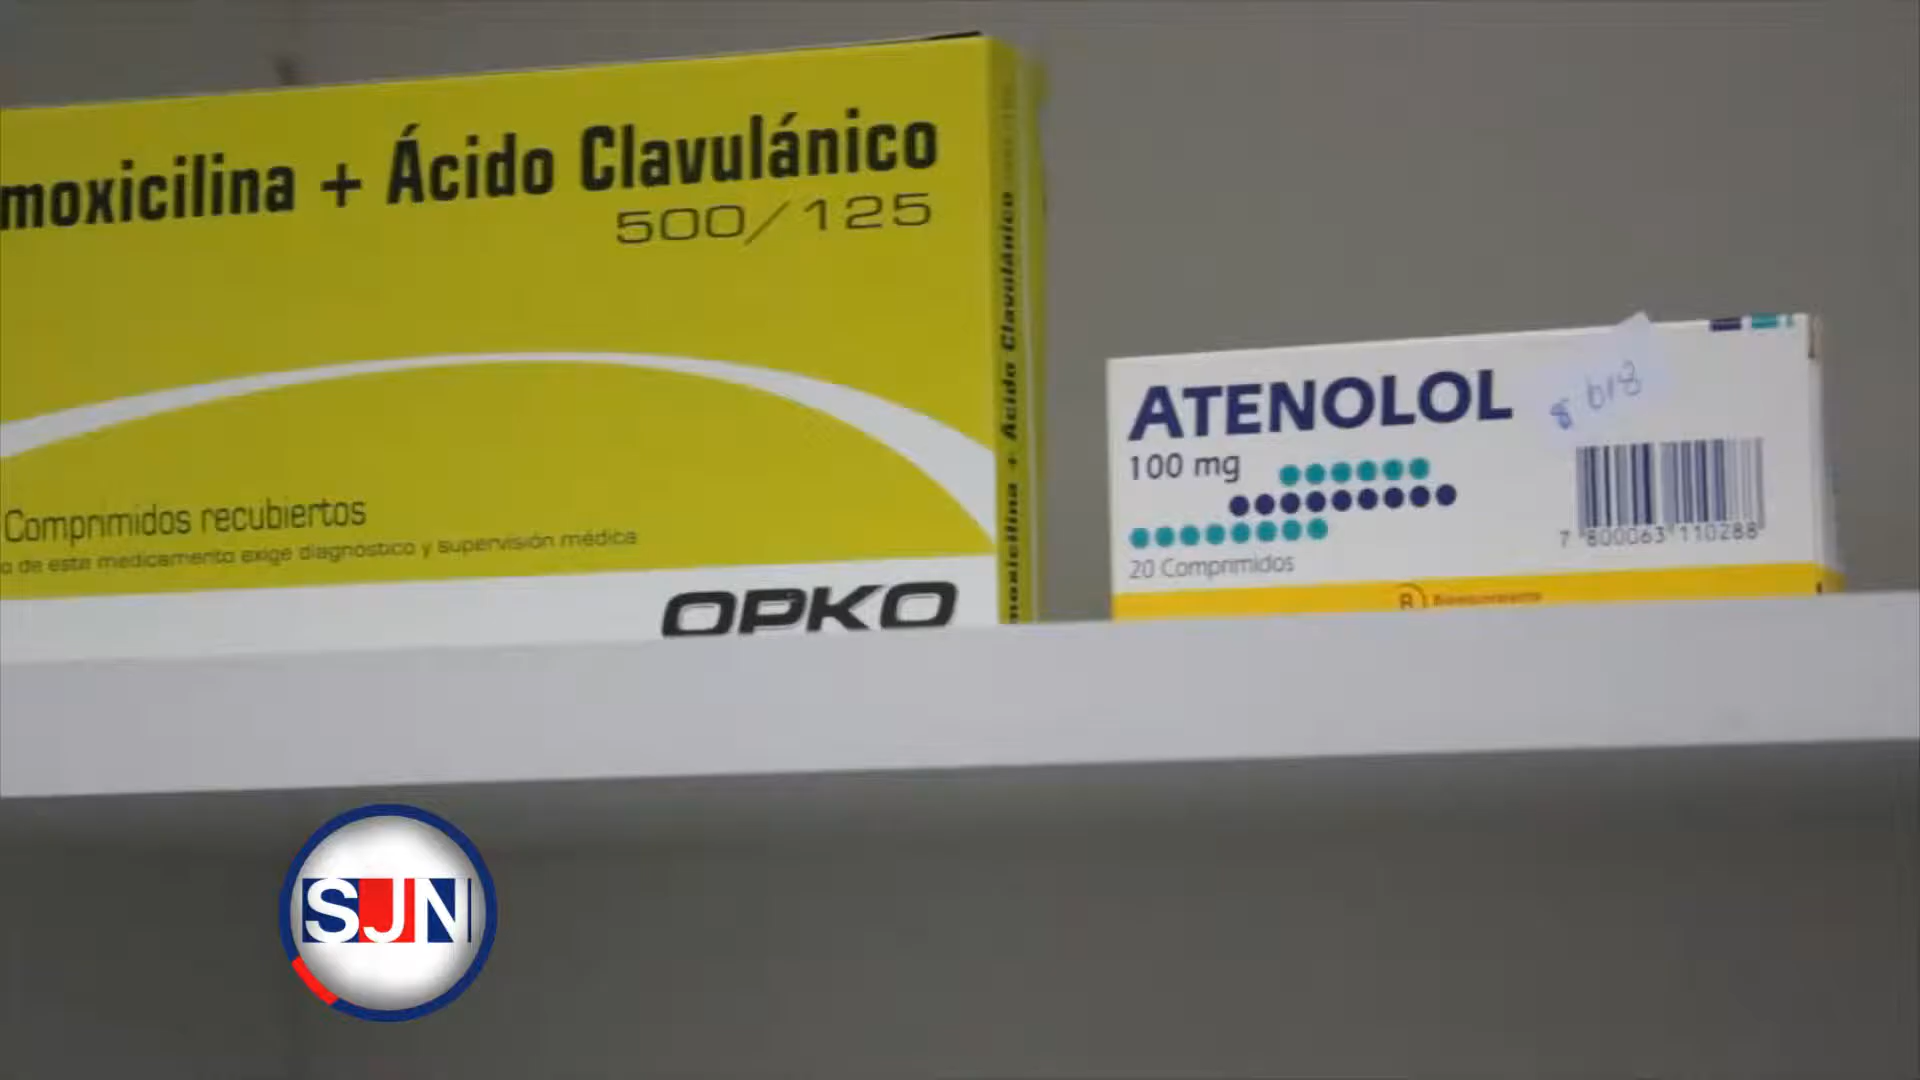 moxicilina + Ácido Clavulánico
500/125
Comprimidos recubiertos
o de este medicamento exige diagnóstico y supervisión médica
OPKO
moxicilina + Ácido Clavulánico
ATENOLOL
100 mg
20 Comprimidos
7 800063 110288
B
SJN